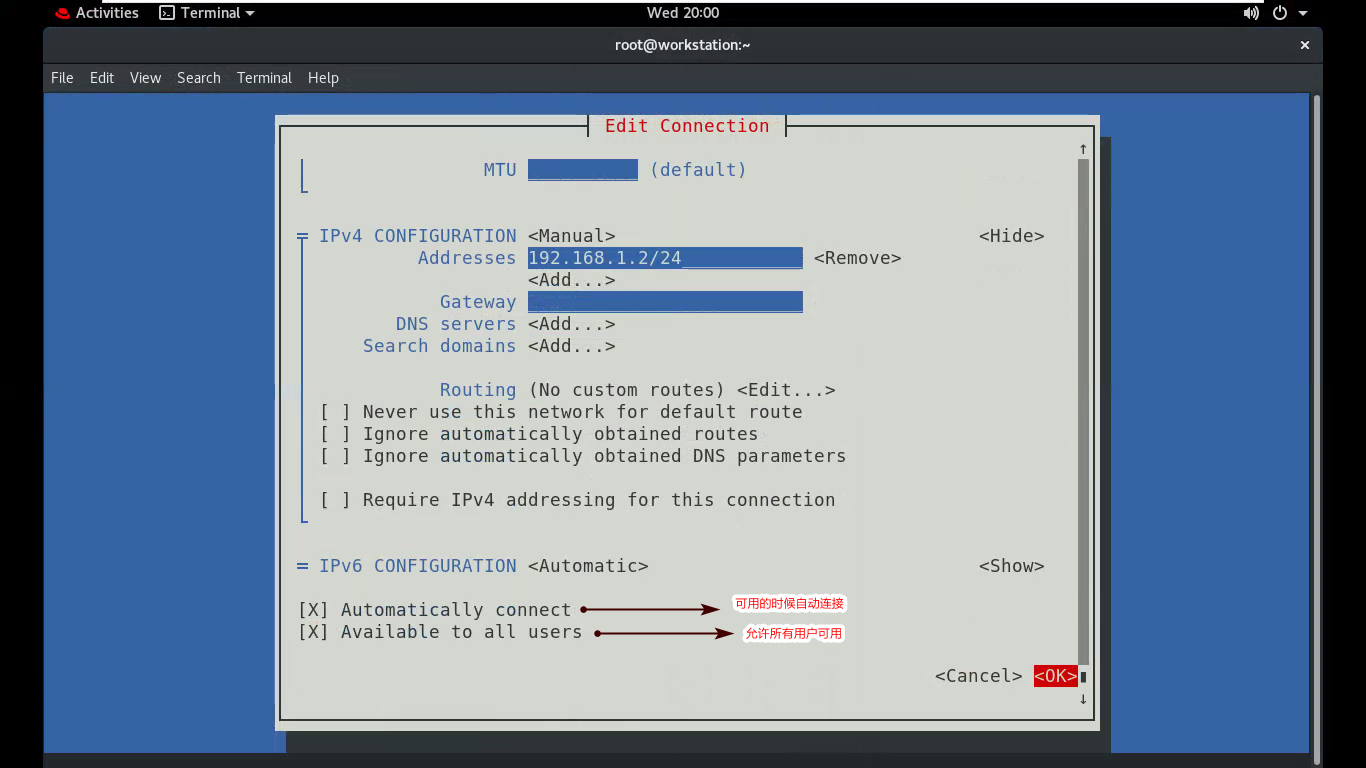 Activities Terminal Wed 20:00
root@workstation:~ ×
File Edit View Search Terminal Help
Edit Connection
↑
MTU __________ (default)
= IPv4 CONFIGURATION <Manual> <Hide>
Addresses 192.168.1.2/24___________ <Remove>
<Add...>
Gateway _________________________
DNS servers <Add...>
Search domains <Add...>
Routing (No custom routes) <Edit...>
[ ] Never use this network for default route
[ ] Ignore automatically obtained routes
[ ] Ignore automatically obtained DNS parameters
[ ] Require IPv4 addressing for this connection
= IPv6 CONFIGURATION <Automatic> <Show>
[X] Automatically connect 可用的时候自动连接
[X] Available to all users 允许所有用户可用
<Cancel> <OK>
↓